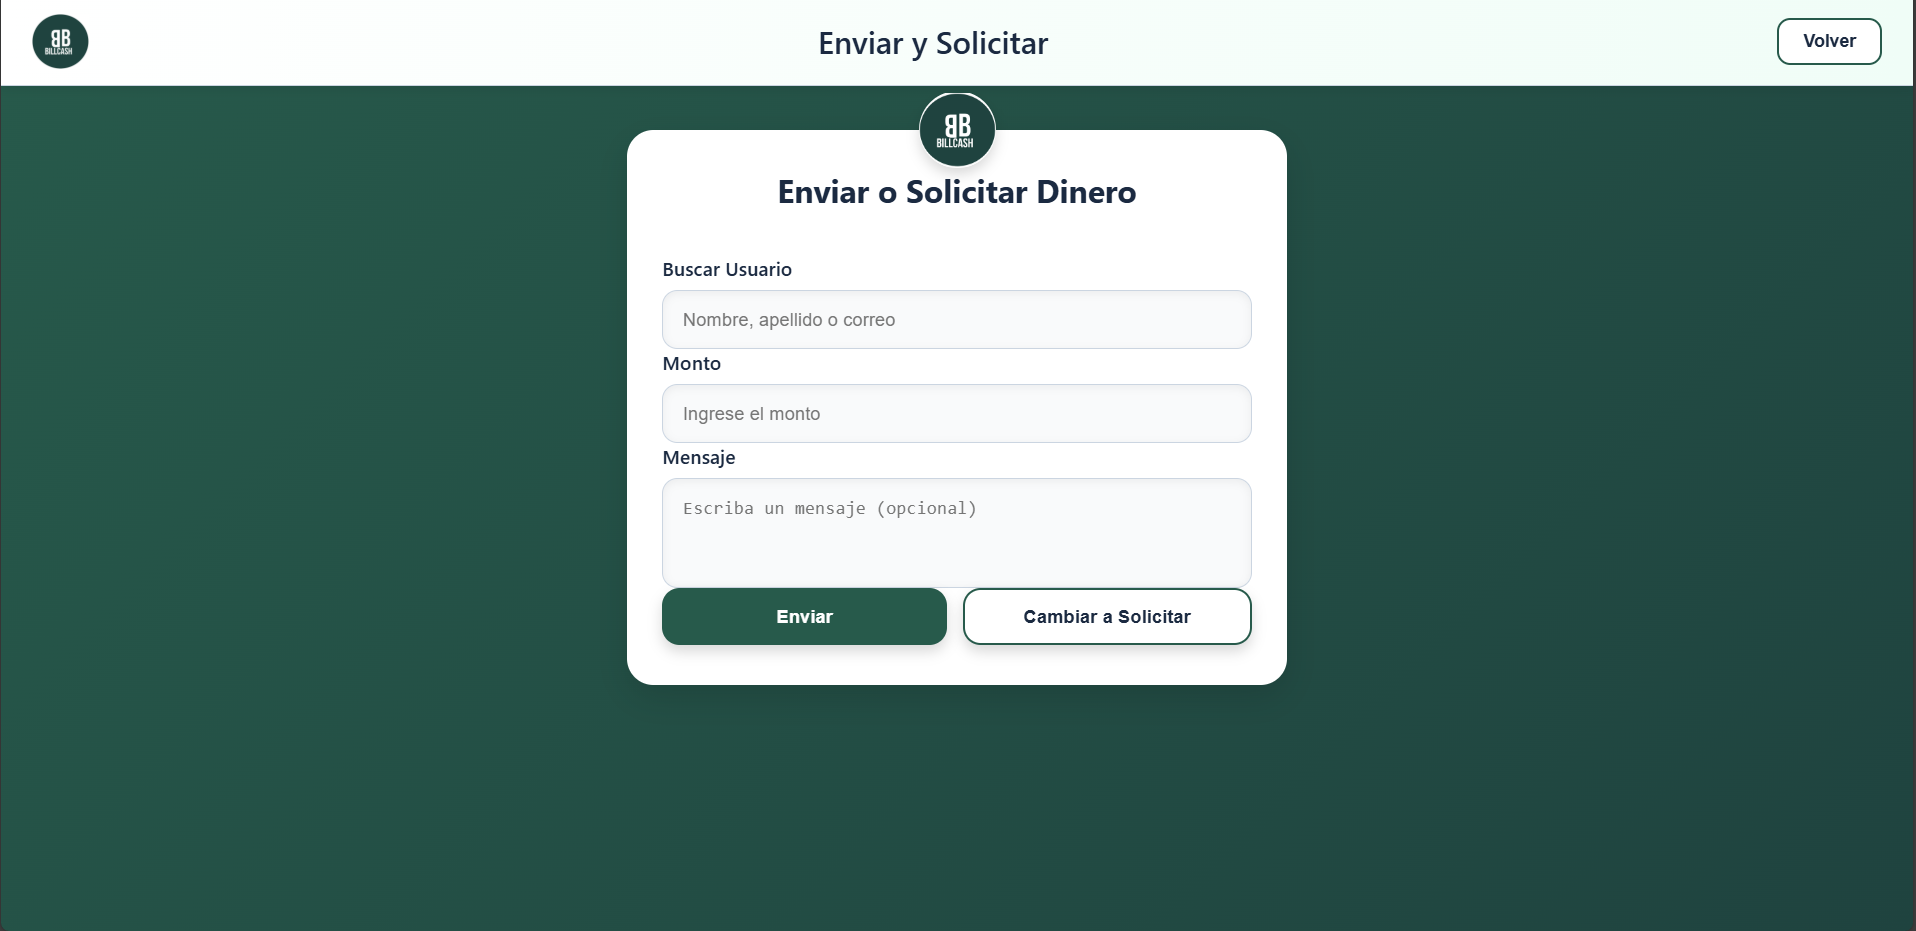 BB
BILLCASH
Enviar y Solicitar
Volver
BB
BILLCASH
Enviar o Solicitar Dinero
Buscar Usuario
Nombre, apellido o correo
Monto
Ingrese el monto
Mensaje
Escriba un mensaje (opcional)
Enviar
Cambiar a Solicitar